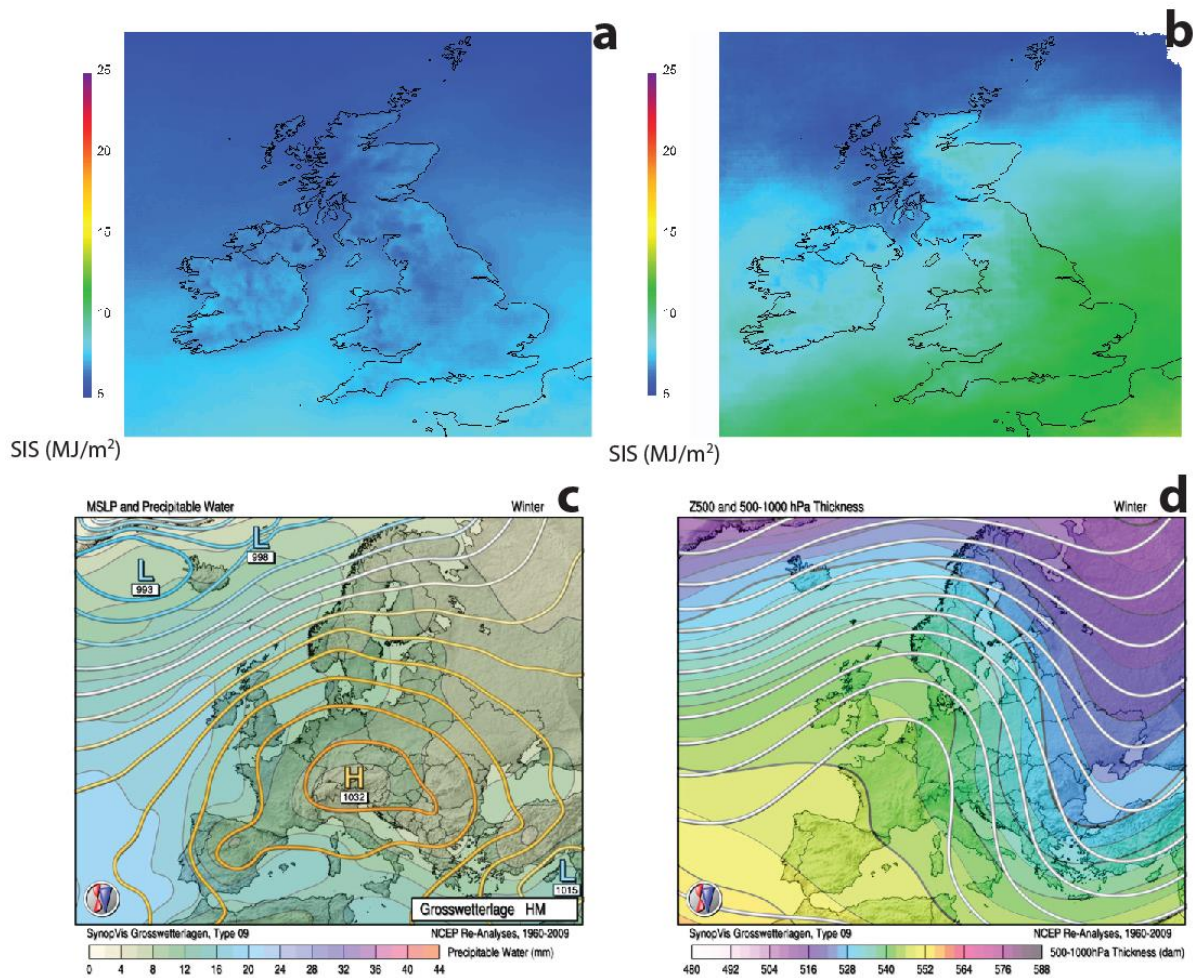 a
b
25
20
15
10
5
SIS (MJ/m²)
25
20
15
10
5
SIS (MJ/m²)
c
MSLP and Precipitable Water
Winter
L
998
L
993
H
1032
L
1015
Grosswetterlage HM
SynopVis Grosswetterlagen, Type 09
NCEP Re-Analyses, 1960-2009
Precipitable Water (mm)
0 4 8 12 16 20 24 28 32 36 40 44
d
Z500 and 500-1000 hPa Thickness
Winter
SynopVis Grosswetterlagen, Type 09
NCEP Re-Analyses, 1960-2009
500-1000hPa Thickness (dam)
480 492 504 516 528 540 552 564 576 588